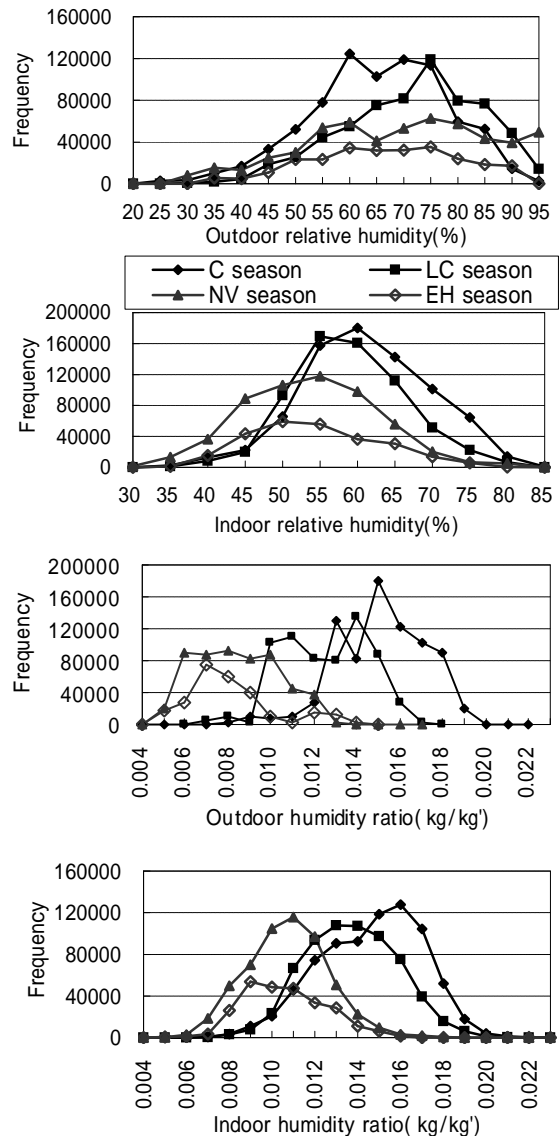 160000
120000
80000
40000
0
Frequency
20 25 30 35 40 45 50 55 60 65 70 75 80 85 90 95
Outdoor relative humidity(%)
C season LC season
NV season EH season
200000
160000
120000
80000
40000
0
Frequency
30 35 40 45 50 55 60 65 70 75 80 85
Indoor relative humidity(%)
200000
160000
120000
80000
40000
0
Frequency
0.004 0.006 0.008 0.010 0.012 0.014 0.016 0.018 0.020 0.022
Outdoor humidity ratio( kg/kg')
160000
120000
80000
40000
0
Frequency
0.004 0.006 0.008 0.010 0.012 0.014 0.016 0.018 0.020 0.022
Indoor humidity ratio( kg/kg')